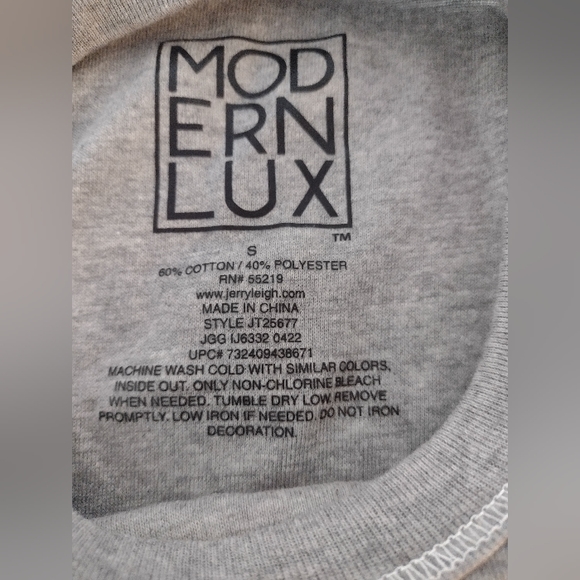 MOD
ERN
LUX
TM
S
60% COTTON / 40% POLYESTER
RN# 55219
www.jerryleigh.com
MADE IN CHINA
STYLE JT25677
JGG IJ6332 0422
UPC# 732409438671
MACHINE WASH COLD WITH SIMILAR COLORS,
INSIDE OUT. ONLY NON-CHLORINE BLEACH
WHEN NEEDED. TUMBLE DRY LOW REMOVE
PROMPTLY. LOW IRON IF NEEDED. DO NOT IRON
DECORATION.